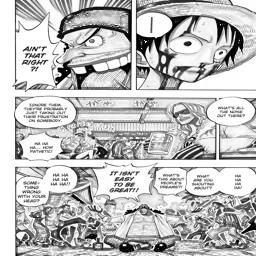 AIN'T
THAT
RIGHT
?!
IGNORE THEM.
THEY'RE PROBABLY
TAKING OUT
THEIR FRUSTRATION
ON SOMEBODY.
HA HA
HA HA... HOW
PATHETIC!
WHAT'S ALL
THE NOISE
OUT THERE?
HA HA
HA HA
HA HA!!
SOME-
THING
WRONG
WITH YOUR
HEAD?
IT ISN'T
EASY
TO BE
GREAT!!
WHAT'S THIS
ABOUT PEOPLE'S
DREAMS?!
HA HA
HA!
WHAT
ARE YOU
SHOUTING
ABOUT?